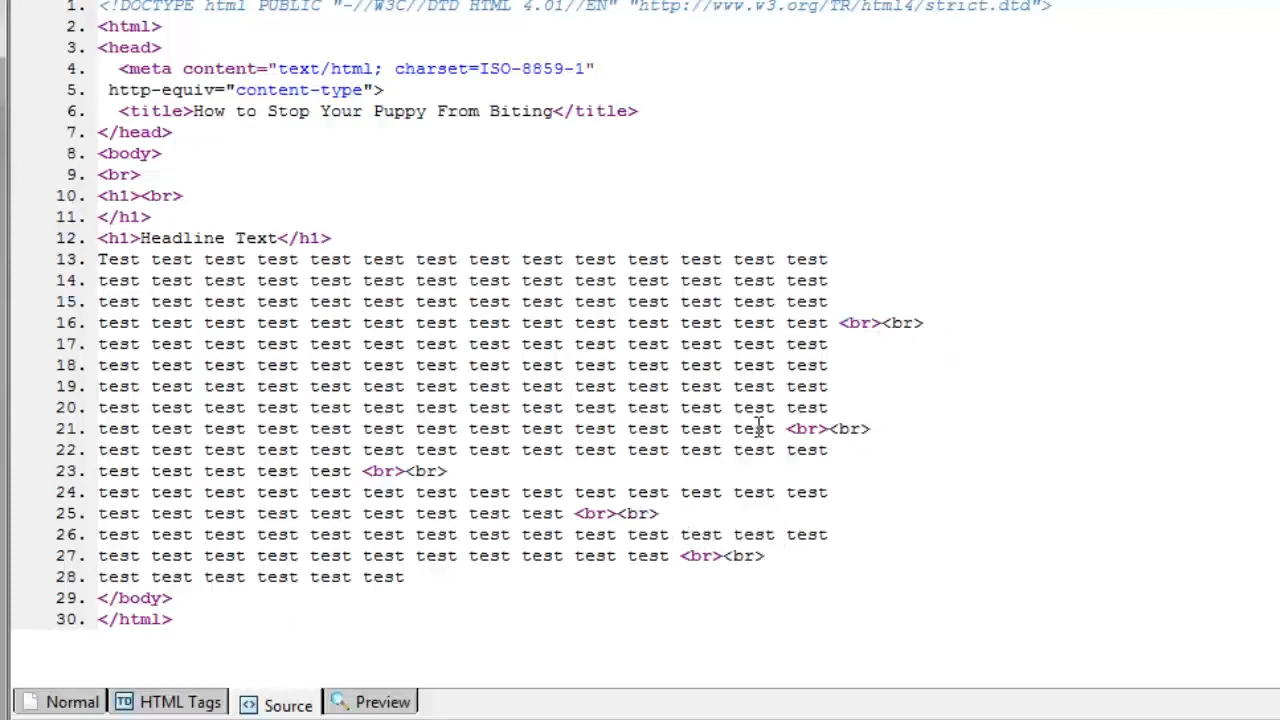 1. <!DOCTYPE html PUBLIC "-//W3C//DTD HTML 4.01//EN" "http://www.w3.org/TR/html4/strict.dtd">
2. <html>
3. <head>
4. <meta content="text/html; charset=ISO-8859-1"
5. http-equiv="content-type">
6. <title>How to Stop Your Puppy From Biting</title>
7. </head>
8. <body>
9. <br>
10. <h1><br>
11. </h1>
12. <h1>Headline Text</h1>
13. Test test test test test test test test test test test test test test
14. test test test test test test test test test test test test test test
15. test test test test test test test test test test test test test test
16. test test test test test test test test test test test test test test <br><br>
17. test test test test test test test test test test test test test test
18. test test test test test test test test test test test test test test
19. test test test test test test test test test test test test test test
20. test test test test test test test test test test test test test test
21. test test test test test test test test test test test test test <br><br>
22. test test test test test test test test test test test test test test
23. test test test test test <br><br>
24. test test test test test test test test test test test test test test
25. test test test test test test test test test <br><br>
26. test test test test test test test test test test test test test test
27. test test test test test test test test test test test <br><br>
28. test test test test test test
29. </body>
30. </html>
Normal TD HTML Tags Source Preview